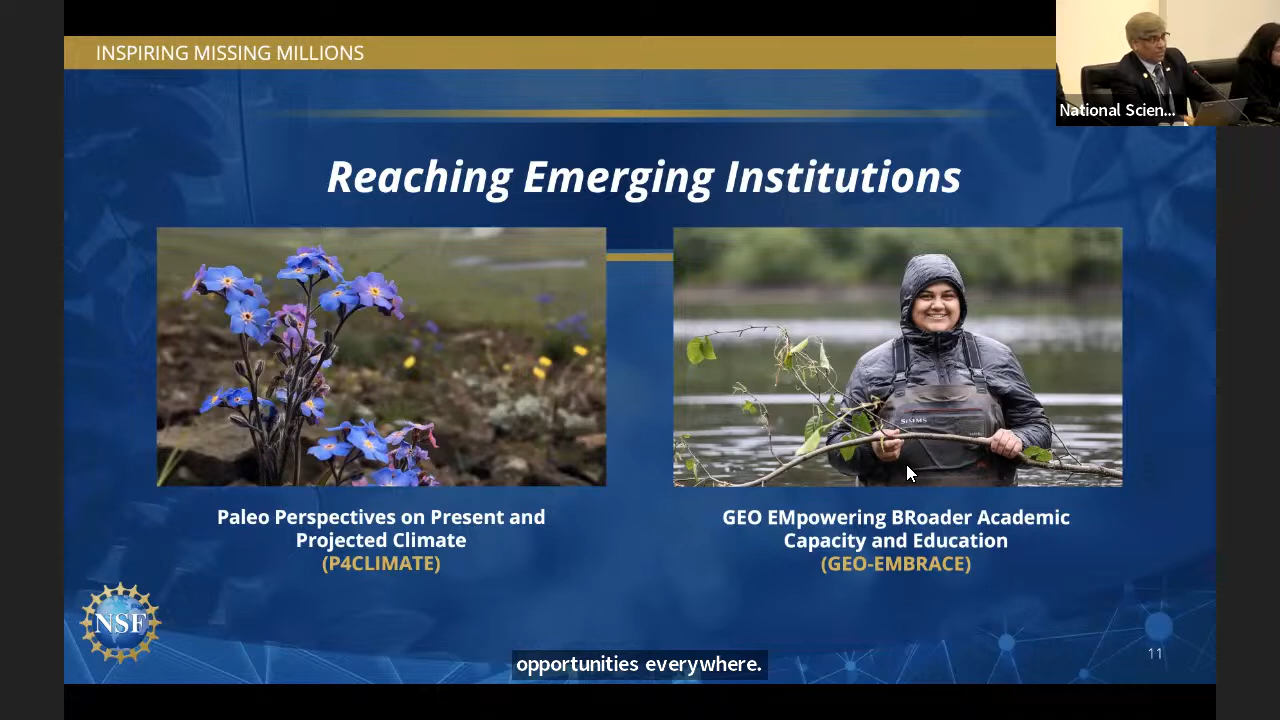 INSPIRING MISSING MILLIONS
National Scien...
Reaching Emerging Institutions
SIMMS
Paleo Perspectives on Present and
Projected Climate
(P4CLIMATE)
GEO EMpowering BRoader Academic
Capacity and Education
(GEO-EMBRACE)
NSF
11
opportunities everywhere.